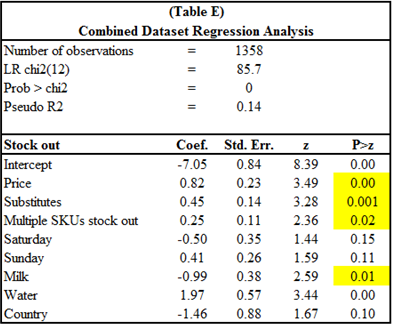 (Table E)
Combined Dataset Regression Analysis
Number of observations = 1358
LR chi2(12) = 85.7
Prob > chi2 = 0
Pseudo R2 = 0.14
Stock out Coef. Std. Err. z P>z
Intercept -7.05 0.84 8.39 0.00
Price 0.82 0.23 3.49 0.00
Substitutes 0.45 0.14 3.28 0.001
Multiple SKUs stock out 0.25 0.11 2.36 0.02
Saturday -0.50 0.35 1.44 0.15
Sunday 0.41 0.26 1.59 0.11
Milk -0.99 0.38 2.59 0.01
Water 1.97 0.57 3.44 0.00
Country -1.46 0.88 1.67 0.10